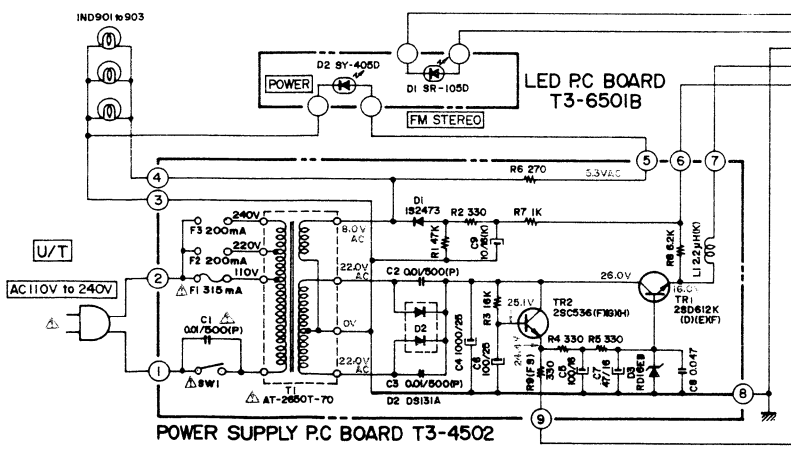 IND901 to 903
D2 SY-405D
POWER
D1 SR-105D
FM STEREO
LED P.C BOARD
T3-6501B
5
6
7
4
3
R6 270
5.3VAC
D1
1S2473
R2 330
R7 1K
R1 47K
C9
10/16(K)
R8 6.2K
L1 2.2μH(K)
240V
F3 200mA
220V
F2 200mA
110V
F1 315mA
8.0V
AC
22.0V
AC
C2 0.01/500(P)
U/T
2
AC110V to 240V
26.0V
16.0V
TR1
2SD612K
(D)(E)(F)
25.1V
TR2
2SC536(F)(G)(H)
R3 16K
C1
0.01/500(P)
0V
D2
C4 1000/25
C6
100/25
24.4V
R4 330
R5 330
R9(FS)
330
C5
100/16
C7
47/16
D3
RD16EB
C8 0.047
1
SW1
22.0V
AC
C3 0.01/500(P)
T1
AT-2650T-70
D2 DS131A
8
9
POWER SUPPLY P.C BOARD T3-4502